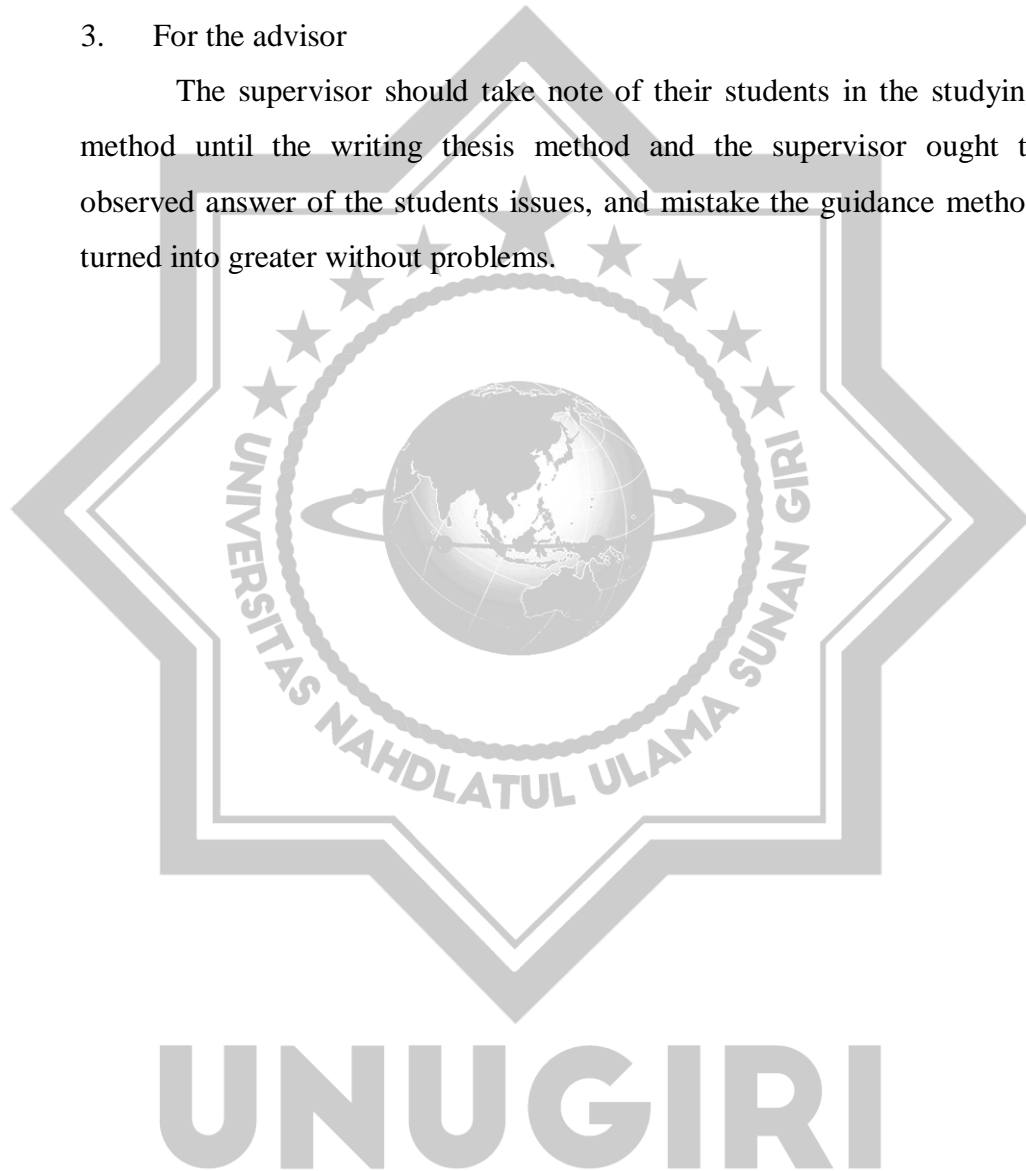 3. For the advisor
The supervisor should take note of their students in the studyin
method until the writing thesis method and the supervisor ought t
observed answer of the students issues, and mistake the guidance metho
turned into greater without problems.
UNIVERSITAS NAHDLATUL ULAMA SUNAN GIRI
UNUGIRI